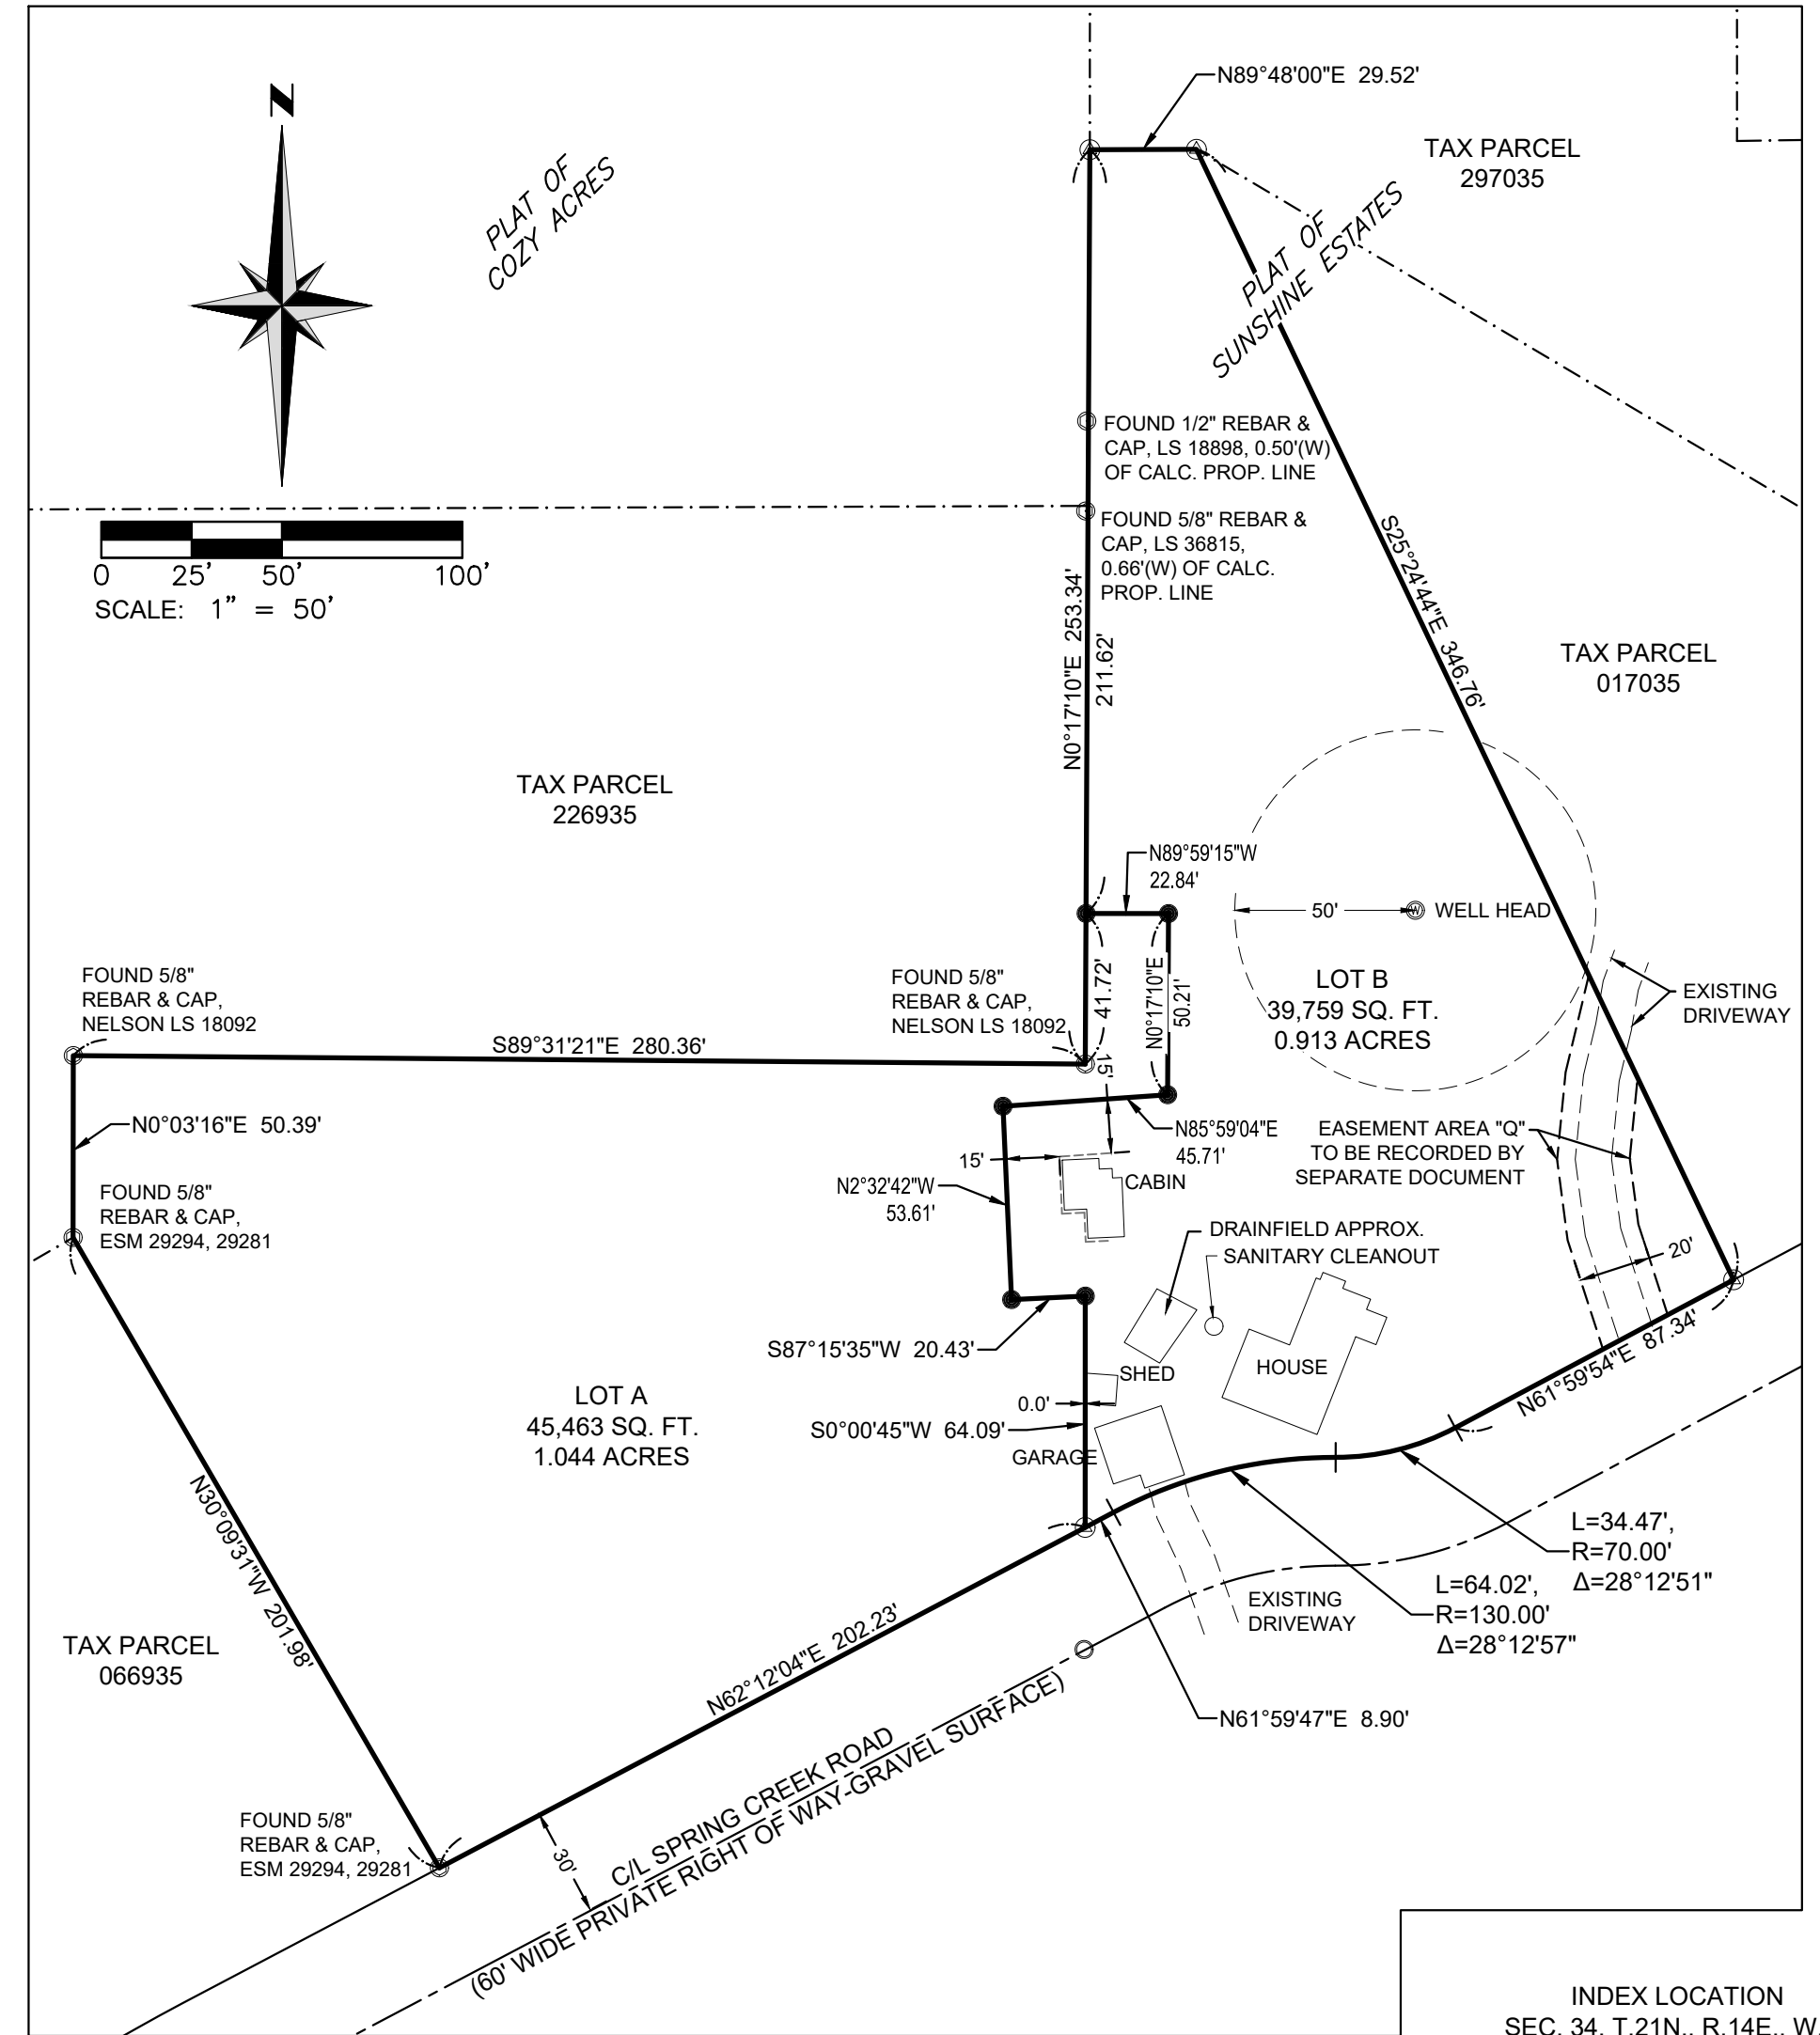 N
N89°48'00"E 29.52'
TAX PARCEL
297035
PLAT OF
COZY ACRES
PLAT OF
SUNSHINE ESTATES
FOUND 1/2" REBAR &
CAP, LS 18898, 0.50'(W)
OF CALC. PROP. LINE
FOUND 5/8" REBAR &
CAP, LS 36815,
0.66'(W) OF CALC.
PROP. LINE
0 25' 50' 100'
SCALE: 1" = 50'
N0°17'10"E 253.34'
211.62'
S25°24'44"E 346.76'
TAX PARCEL
017035
TAX PARCEL
226935
N89°59'15"W
22.84'
50'
W
WELL HEAD
FOUND 5/8"
REBAR & CAP,
NELSON LS 18092
FOUND 5/8"
REBAR & CAP,
NELSON LS 18092
41.72'
N0°17'10"E
50.21'
LOT B
39,759 SQ. FT.
0.913 ACRES
EXISTING
DRIVEWAY
S89°31'21"E 280.36'
15'
N0°03'16"E 50.39'
N85°59'04"E
45.71'
EASEMENT AREA "Q"
TO BE RECORDED BY
SEPARATE DOCUMENT
15'
CABIN
N2°32'42"W
53.61'
FOUND 5/8"
REBAR & CAP,
ESM 29294, 29281
DRAINFIELD APPROX.
SANITARY CLEANOUT
20'
S87°15'35"W 20.43'
SHED
HOUSE
N61°59'54"E 87.34'
LOT A
45,463 SQ. FT.
1.044 ACRES
0.0'
S0°00'45"W 64.09'
GARAGE
N30°09'31"W 201.98'
L=34.47',
R=70.00'
Δ=28°12'51"
L=64.02',
R=130.00'
Δ=28°12'57"
EXISTING
DRIVEWAY
TAX PARCEL
066935
N62°12'04"E 202.23'
N61°59'47"E 8.90'
C/L SPRING CREEK ROAD
(60' WIDE PRIVATE RIGHT OF WAY-GRAVEL SURFACE)
30'
FOUND 5/8"
REBAR & CAP,
ESM 29294, 29281
INDEX LOCATION
SEC. 34, T.21N., R.14E., W